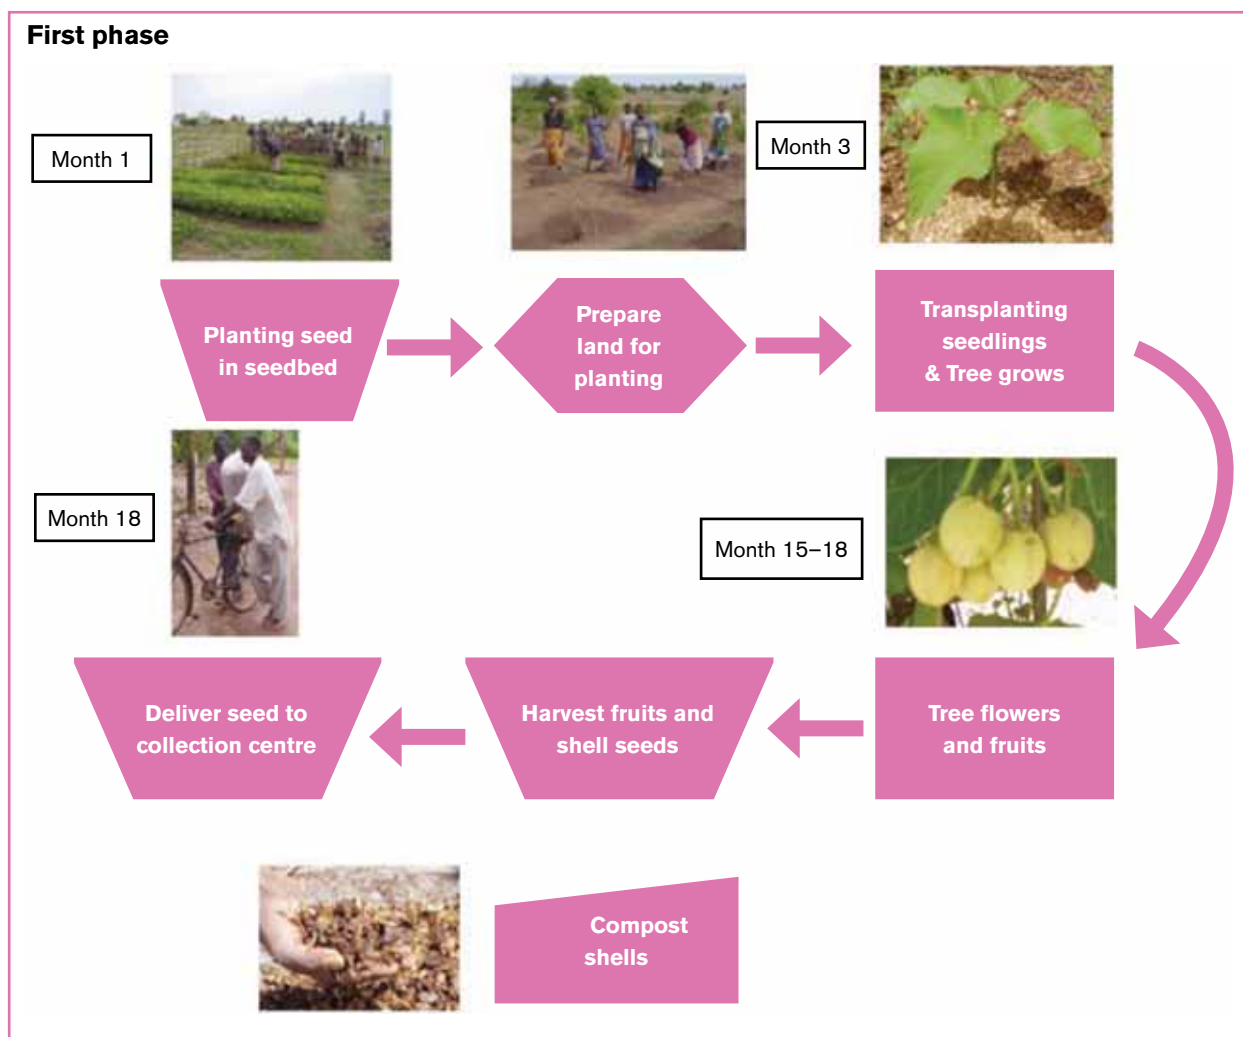 First phase
Month 1
Month 3
Planting seed
in seedbed
Prepare
land for
planting
Transplanting
seedlings
& Tree grows
Month 18
Month 15–18
Deliver seed to
collection centre
Harvest fruits and
shell seeds
Tree flowers
and fruits
Compost
shells